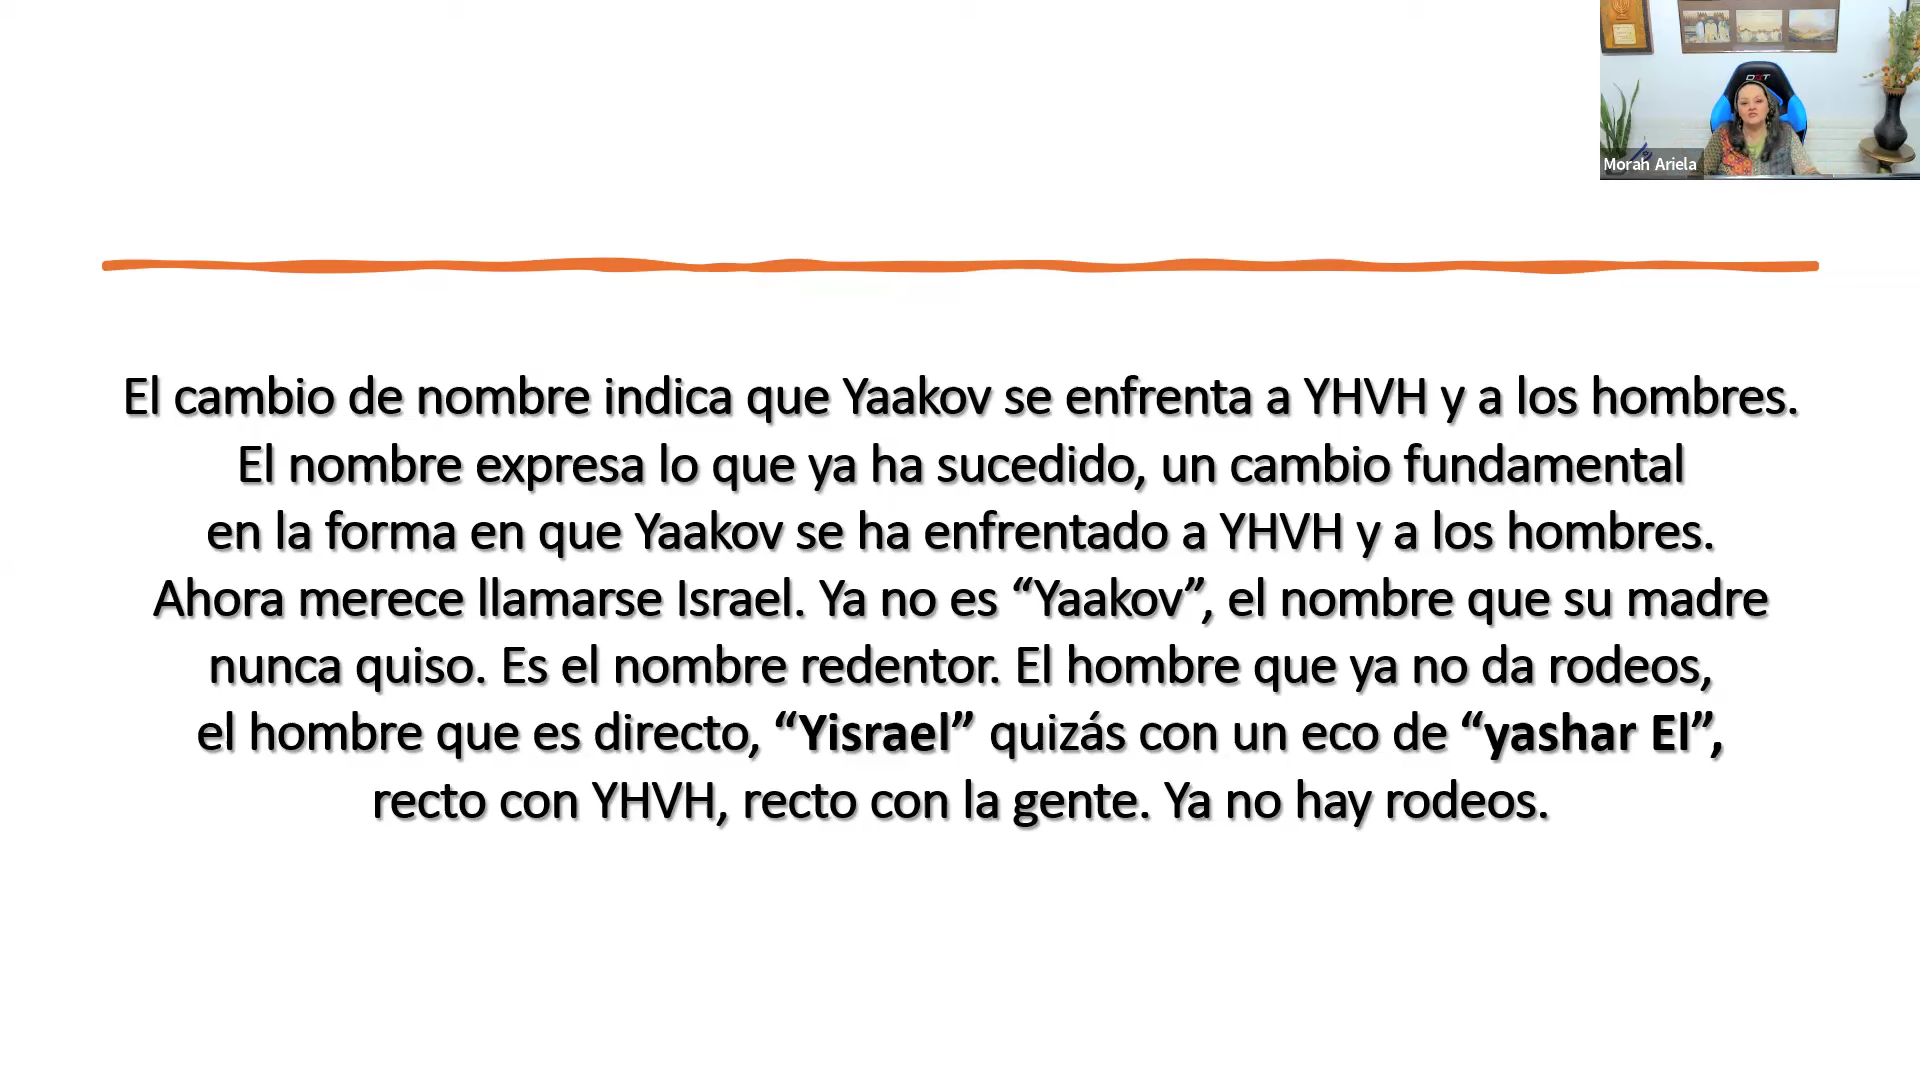 DXT
Morah Ariela
El cambio de nombre indica que Yaakov se enfrenta a YHVH y a los hombres.
El nombre expresa lo que ya ha sucedido, un cambio fundamental
en la forma en que Yaakov se ha enfrentado a YHVH y a los hombres.
Ahora merece llamarse Israel. Ya no es “Yaakov”, el nombre que su madre
nunca quiso. Es el nombre redentor. El hombre que ya no da rodeos,
el hombre que es directo, “Yisrael” quizás con un eco de “yashar El”,
recto con YHVH, recto con la gente. Ya no hay rodeos.